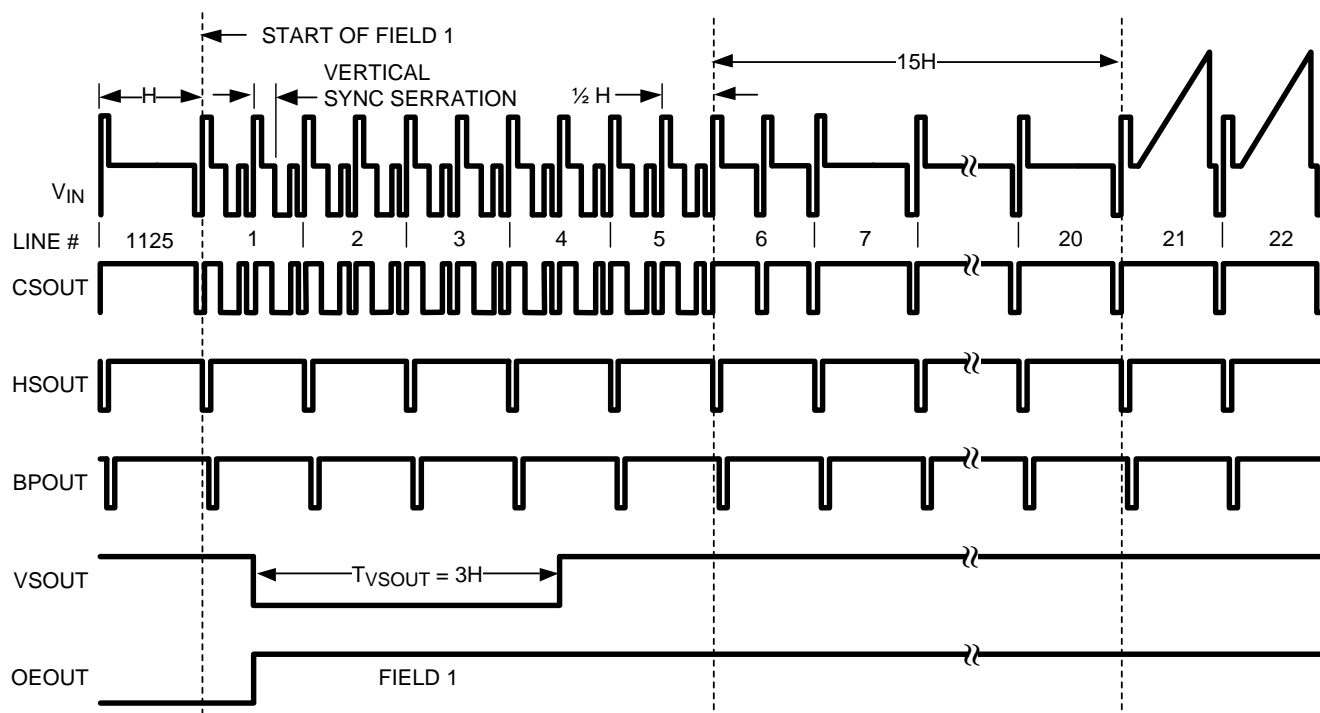 START OF FIELD 1
15H
VERTICAL
SYNC SERRATION
H
½ H
VIN
LINE # 1125 1 2 3 4 5 6 7 20 21 22
CSOUT
HSOUT
BPOUT
VSOUT
TVSOUT = 3H
OEOUT
FIELD 1